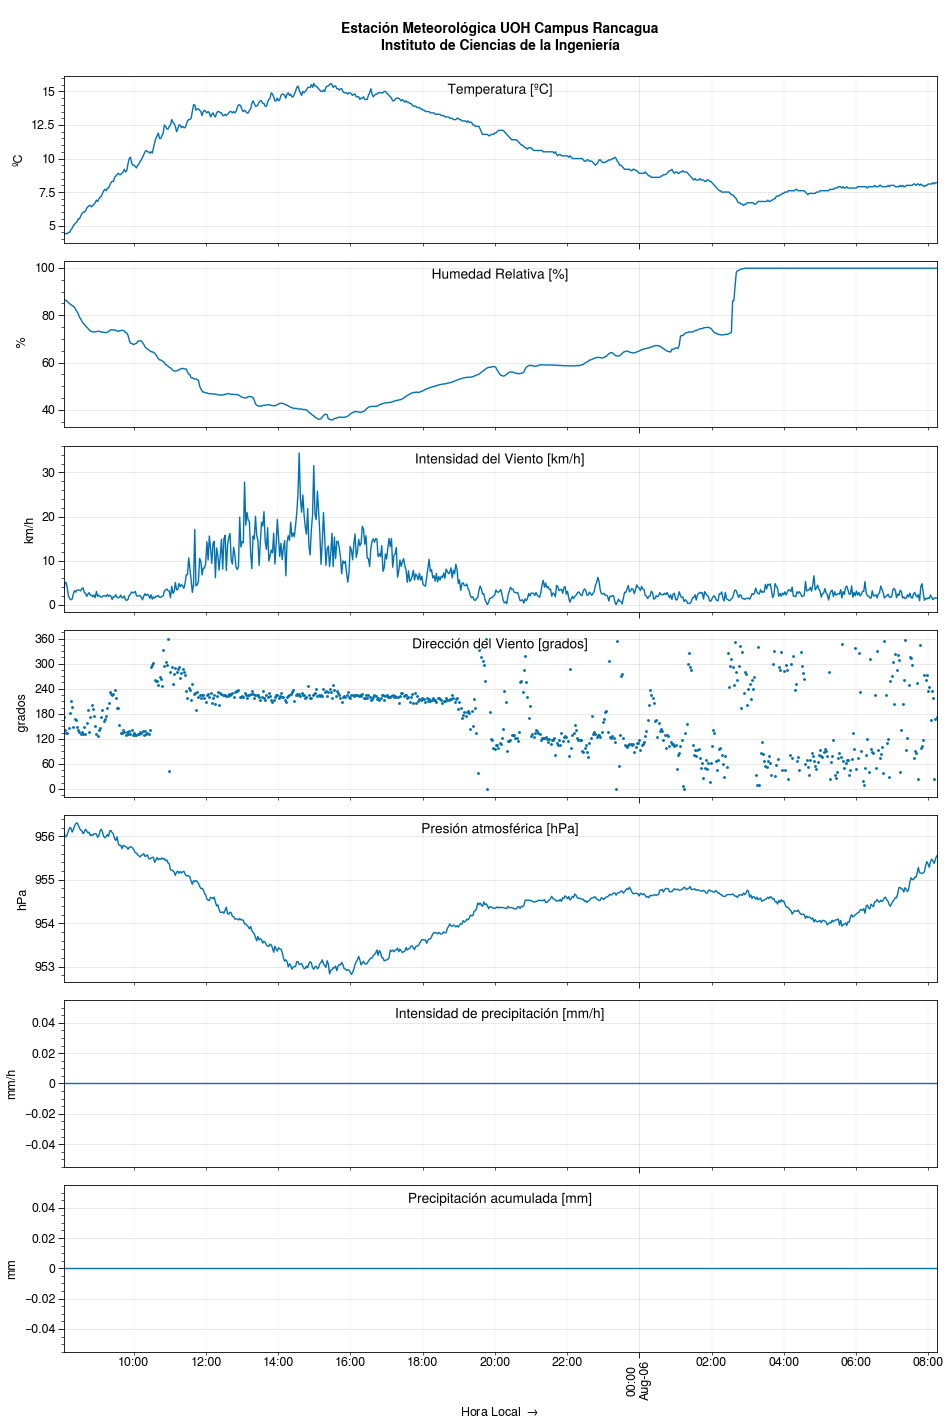 Estación Meteorológica UOH Campus Rancagua
Instituto de Ciencias de la Ingeniería
Temperatura [ºC]
ºC
15
12.5
10
7.5
5
Humedad Relativa [%]
%
100
80
60
40
Intensidad del Viento [km/h]
km/h
30
20
10
0
Dirección del Viento [grados]
grados
360
300
240
180
120
60
0
Presión atmosférica [hPa]
hPa
956
955
954
953
Intensidad de precipitación [mm/h]
mm/h
0.04
0.02
0
−0.02
−0.04
Precipitación acumulada [mm]
mm
0.04
0.02
0
−0.02
−0.04
10:00 12:00 14:00 16:00 18:00 20:00 22:00 00:00 02:00 04:00 06:00 08:00
Aug-06
Hora Local →